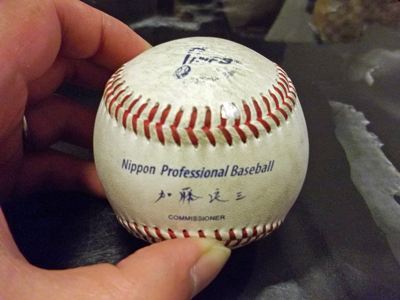 Nippon Professional Baseball
加藤良三
COMMISSIONER